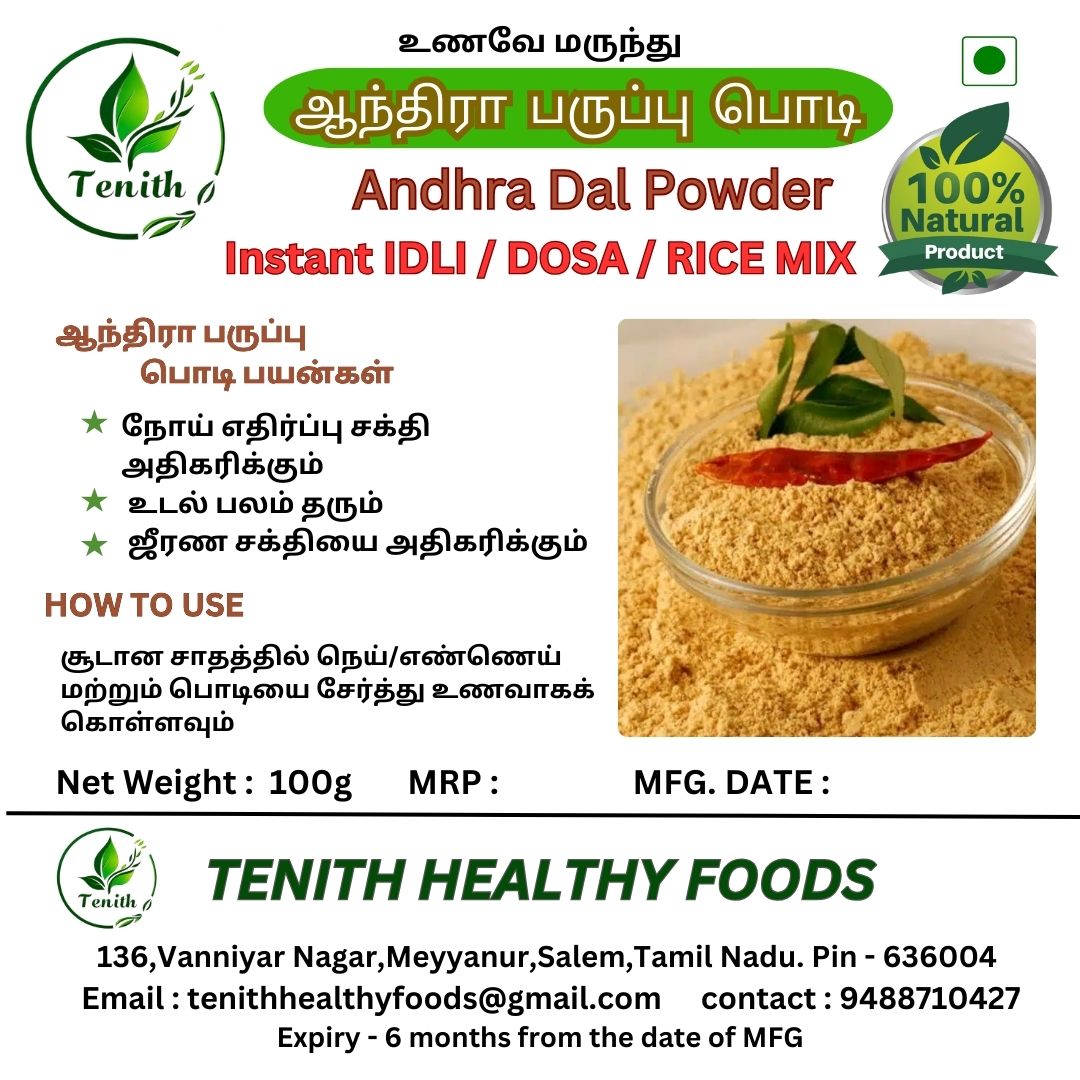 உணவே மருந்து
ஆந்திரா பருப்பு பொடி
Tenith
Andhra Dal Powder
100%
Natural
Product
Instant IDLI / DOSA / RICE MIX
ஆந்திரா பருப்பு
பொடி பயன்கள்
நோய் எதிர்ப்பு சக்தி
அதிகரிக்கும்
உடல் பலம் தரும்
ஜீரண சக்தியை அதிகரிக்கும்
HOW TO USE
சூடான சாதத்தில் நெய்/எண்ணெய்
மற்றும் பொடியை சேர்த்து உணவாகக்
கொள்ளவும்
Net Weight : 100g MRP : MFG. DATE :
Tenith
TENITH HEALTHY FOODS
136,Vanniyar Nagar,Meyyanur,Salem,Tamil Nadu. Pin - 636004
Email : tenithhealthyfoods@gmail.com contact : 9488710427
Expiry - 6 months from the date of MFG